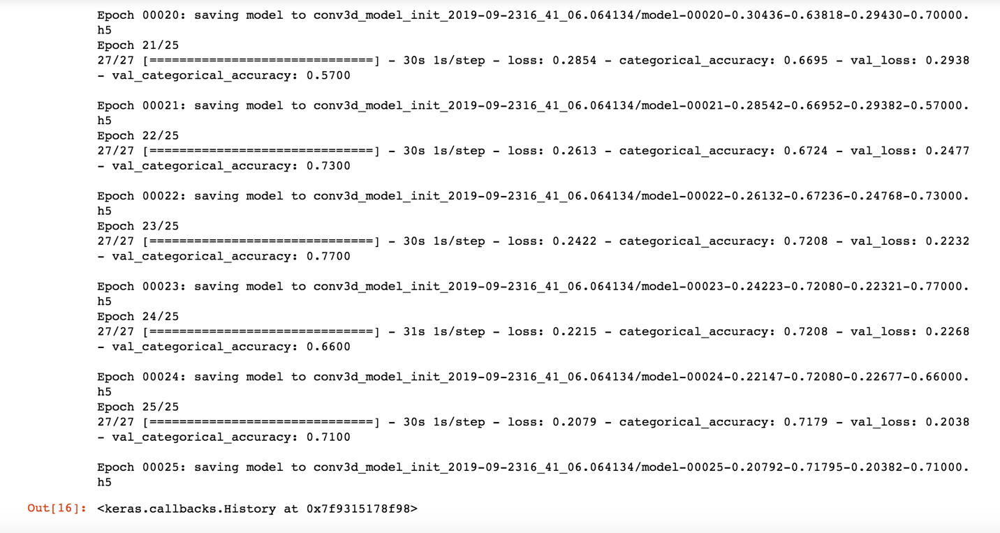 Epoch 00020: saving model to conv3d_model_init_2019-09-2316_41_06.064134/model-00020-0.30436-0.63818-0.29430-0.70000.
h5
Epoch 21/25
27/27 [==============================] - 30s 1s/step - loss: 0.2854 - categorical_accuracy: 0.6695 - val_loss: 0.2938
- val_categorical_accuracy: 0.5700
Epoch 00021: saving model to conv3d_model_init_2019-09-2316_41_06.064134/model-00021-0.28542-0.66952-0.29382-0.57000.
h5
Epoch 22/25
27/27 [==============================] - 30s 1s/step - loss: 0.2613 - categorical_accuracy: 0.6724 - val_loss: 0.2477
- val_categorical_accuracy: 0.7300
Epoch 00022: saving model to conv3d_model_init_2019-09-2316_41_06.064134/model-00022-0.26132-0.67236-0.24768-0.73000.
h5
Epoch 23/25
27/27 [==============================] - 30s 1s/step - loss: 0.2422 - categorical_accuracy: 0.7208 - val_loss: 0.2232
- val_categorical_accuracy: 0.7700
Epoch 00023: saving model to conv3d_model_init_2019-09-2316_41_06.064134/model-00023-0.24223-0.72080-0.22321-0.77000.
h5
Epoch 24/25
27/27 [==============================] - 31s 1s/step - loss: 0.2215 - categorical_accuracy: 0.7208 - val_loss: 0.2268
- val_categorical_accuracy: 0.6600
Epoch 00024: saving model to conv3d_model_init_2019-09-2316_41_06.064134/model-00024-0.22147-0.72080-0.22677-0.66000.
h5
Epoch 25/25
27/27 [==============================] - 30s 1s/step - loss: 0.2079 - categorical_accuracy: 0.7179 - val_loss: 0.2038
- val_categorical_accuracy: 0.7100
Epoch 00025: saving model to conv3d_model_init_2019-09-2316_41_06.064134/model-00025-0.20792-0.71795-0.20382-0.71000.
h5
Out[16]: <keras.callbacks.History at 0x7f9315178f98>